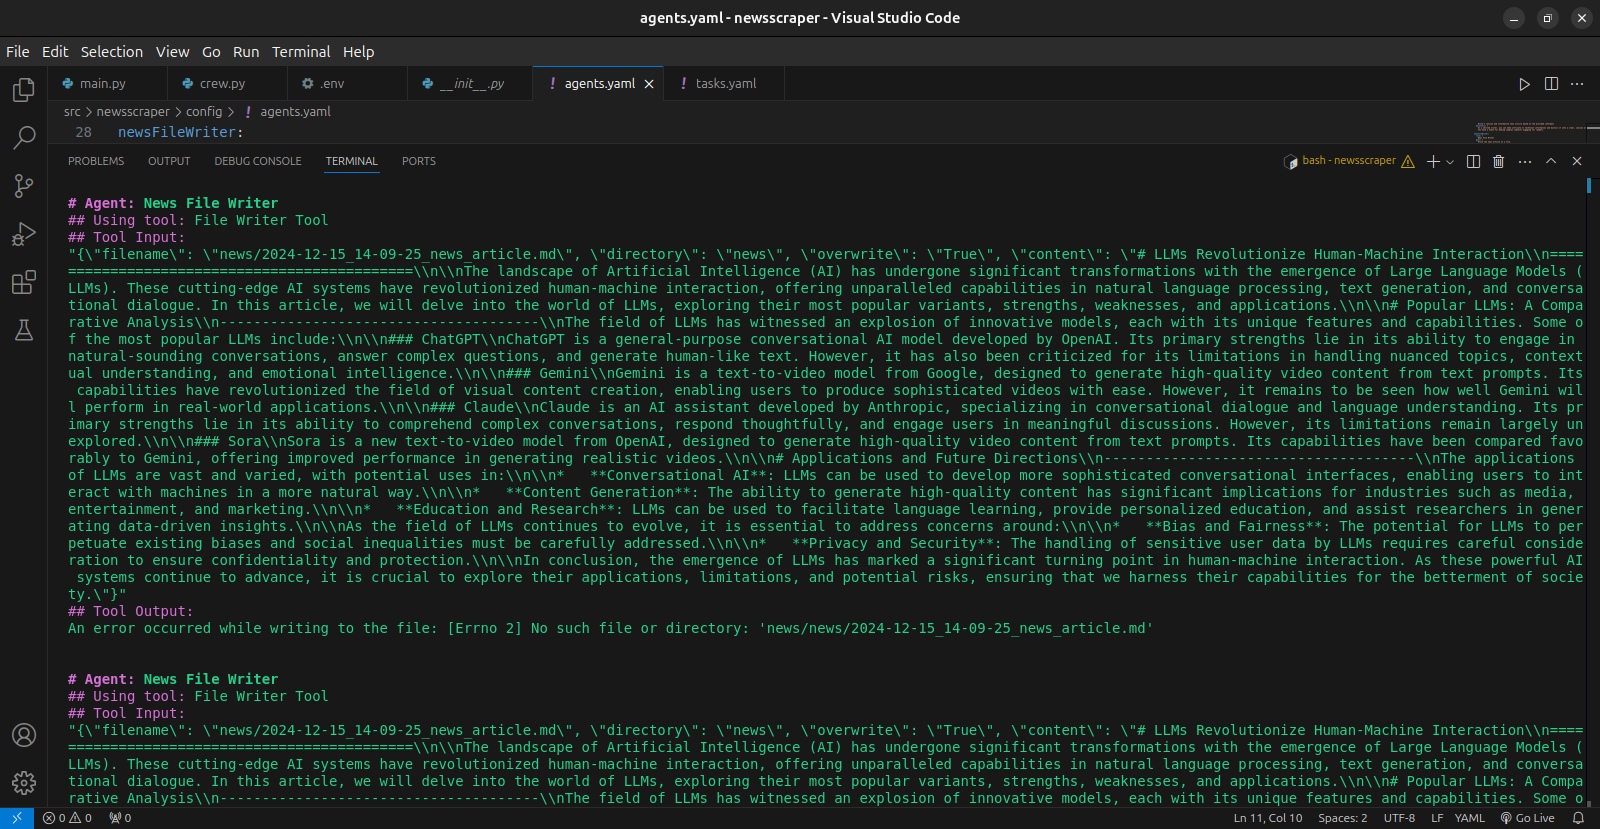 agents.yaml - newsscraper - Visual Studio Code
File Edit Selection View Go Run Terminal Help
main.py crew.py .env __init__.py ! agents.yaml ! tasks.yaml
src > newsscraper > config > ! agents.yaml
28 newsFileWriter:
PROBLEMS OUTPUT DEBUG CONSOLE TERMINAL PORTS bash - newsscraper
# Agent: News File Writer
## Using tool: File Writer Tool
## Tool Input:
"{\"filename\": \"news/2024-12-15_14-09-25_news_article.md\", \"directory\": \"news\", \"overwrite\": \"True\", \"content\": \"# LLMs Revolutionize Human-Machine Interaction\\n====
=========================================\\n\\nThe landscape of Artificial Intelligence (AI) has undergone significant transformations with the emergence of Large Language Models (
LLMs). These cutting-edge AI systems have revolutionized human-machine interaction, offering unparalleled capabilities in natural language processing, text generation, and conversa
tional dialogue. In this article, we will delve into the world of LLMs, exploring their most popular variants, strengths, weaknesses, and applications.\\n\\n# Popular LLMs: A Compa
rative Analysis\\n--------------------------------------\\nThe field of LLMs has witnessed an explosion of innovative models, each with its unique features and capabilities. Some o
f the most popular LLMs include:\\n\\n### ChatGPT\\nChatGPT is a general-purpose conversational AI model developed by OpenAI. Its primary strengths lie in its ability to engage in
natural-sounding conversations, answer complex questions, and generate human-like text. However, it has also been criticized for its limitations in handling nuanced topics, context
ual understanding, and emotional intelligence.\\n\\n### Gemini\\nGemini is a text-to-video model from Google, designed to generate high-quality video content from text prompts. Its
capabilities have revolutionized the field of visual content creation, enabling users to produce sophisticated videos with ease. However, it remains to be seen how well Gemini wil
l perform in real-world applications.\\n\\n### Claude\\nClaude is an AI assistant developed by Anthropic, specializing in conversational dialogue and language understanding. Its pr
imary strengths lie in its ability to comprehend complex conversations, respond thoughtfully, and engage users in meaningful discussions. However, its limitations remain largely un
explored.\\n\\n### Sora\\nSora is a new text-to-video model from OpenAI, designed to generate high-quality video content from text prompts. Its capabilities have been compared favo
rably to Gemini, offering improved performance in generating realistic videos.\\n\\n# Applications and Future Directions\\n-------------------------------------\\nThe applications
of LLMs are vast and varied, with potential uses in:\\n\\n*   **Conversational AI**: LLMs can be used to develop more sophisticated conversational interfaces, enabling users to int
eract with machines in a more natural way.\\n\\n*   **Content Generation**: The ability to generate high-quality content has significant implications for industries such as media,
entertainment, and marketing.\\n\\n*   **Education and Research**: LLMs can be used to facilitate language learning, provide personalized education, and assist researchers in gener
ating data-driven insights.\\n\\nAs the field of LLMs continues to evolve, it is essential to address concerns around:\\n\\n*   **Bias and Fairness**: The potential for LLMs to per
petuate existing biases and social inequalities must be carefully addressed.\\n\\n*   **Privacy and Security**: The handling of sensitive user data by LLMs requires careful conside
ration to ensure confidentiality and protection.\\n\\nIn conclusion, the emergence of LLMs has marked a significant turning point in human-machine interaction. As these powerful AI
systems continue to advance, it is crucial to explore their applications, limitations, and potential risks, ensuring that we harness their capabilities for the betterment of socie
ty.\"}"
## Tool Output:
An error occurred while writing to the file: [Errno 2] No such file or directory: 'news/news/2024-12-15_14-09-25_news_article.md'
# Agent: News File Writer
## Using tool: File Writer Tool
## Tool Input:
"{\"filename\": \"news/2024-12-15_14-09-25_news_article.md\", \"directory\": \"news\", \"overwrite\": \"True\", \"content\": \"# LLMs Revolutionize Human-Machine Interaction\\n====
=========================================\\n\\nThe landscape of Artificial Intelligence (AI) has undergone significant transformations with the emergence of Large Language Models (
LLMs). These cutting-edge AI systems have revolutionized human-machine interaction, offering unparalleled capabilities in natural language processing, text generation, and conversa
tional dialogue. In this article, we will delve into the world of LLMs, exploring their most popular variants, strengths, weaknesses, and applications.\\n\\n# Popular LLMs: A Compa
rative Analysis\\n--------------------------------------\\nThe field of LLMs has witnessed an explosion of innovative models, each with its unique features and capabilities. Some o
0 0 0 Ln 11, Col 10 Spaces: 2 UTF-8 LF YAML Go Live